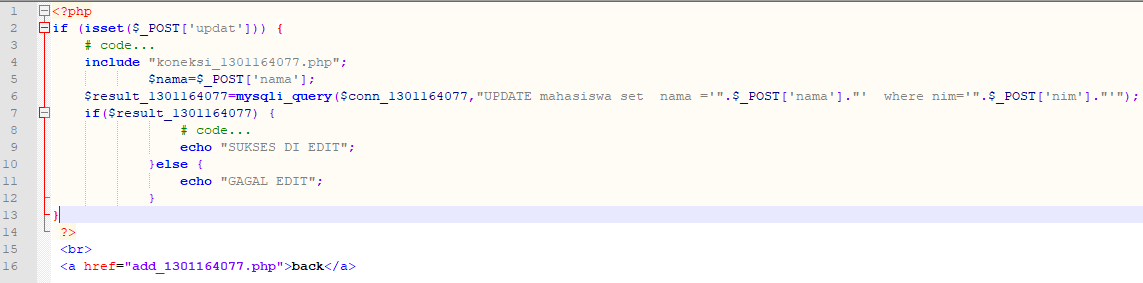 1 <?php
2 if (isset($_POST['updat'])) {
3 # code...
4 include "koneksi_1301164077.php";
5 $nama=$_POST['nama'];
6 $result_1301164077=mysqli_query($conn_1301164077,"UPDATE mahasiswa set  nama ='".$_POST['nama']."'  where nim='".$_POST['nim']."'");
7 if($result_1301164077) {
8 # code...
9 echo "SUKSES DI EDIT";
10 }else {
11 echo "GAGAL EDIT";
12 }
13 }
14 ?>
15 <br>
16 <a href="add_1301164077.php">back</a>